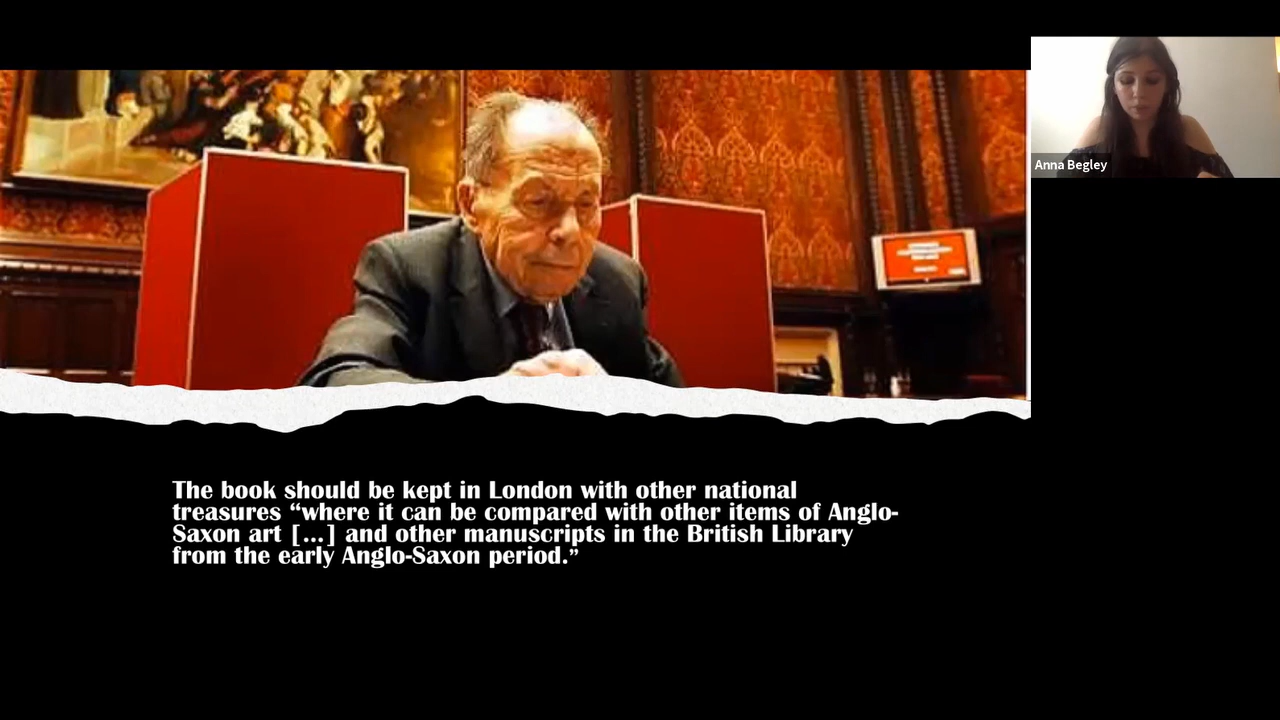 Anna Begley
The book should be kept in London with other national
treasures “where it can be compared with other items of Anglo-
Saxon art [...] and other manuscripts in the British Library
from the early Anglo-Saxon period.”